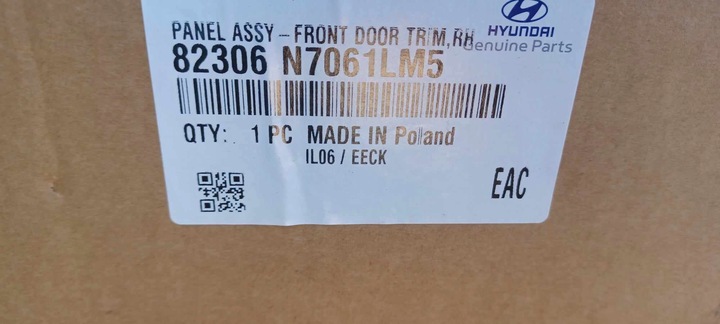 HYUNDAI
PANEL ASSY-FRONT DOOR TRIM,RH
Genuine Parts
82306 N7061LM5
QTY: 1 PC MADE IN Poland
IL06 / EECK
EAC